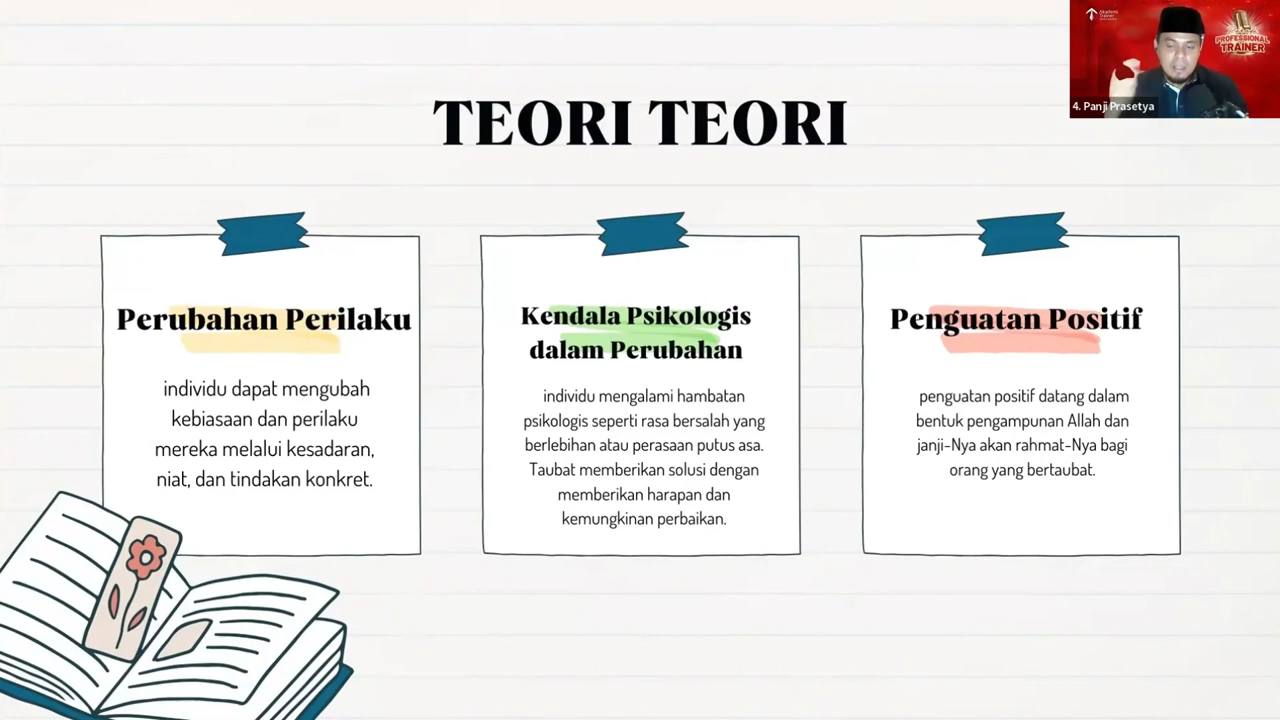 TEORI TEORI
Perubahan Perilaku
individu dapat mengubah
kebiasaan dan perilaku
mereka melalui kesadaran,
niat, dan tindakan konkret.
Kendala Psikologis
dalam Perubahan
individu mengalami hambatan
psikologis seperti rasa bersalah yang
berlebihan atau perasaan putus asa.
Taubat memberikan solusi dengan
memberikan harapan dan
kemungkinan perbaikan.
Penguatan Positif
penguatan positif datang dalam
bentuk pengampunan Allah dan
janji-Nya akan rahmat-Nya bagi
orang yang bertaubat.
Akademi
Trainer
PROFESSIONAL
TRAINER
4. Panji Prasetya